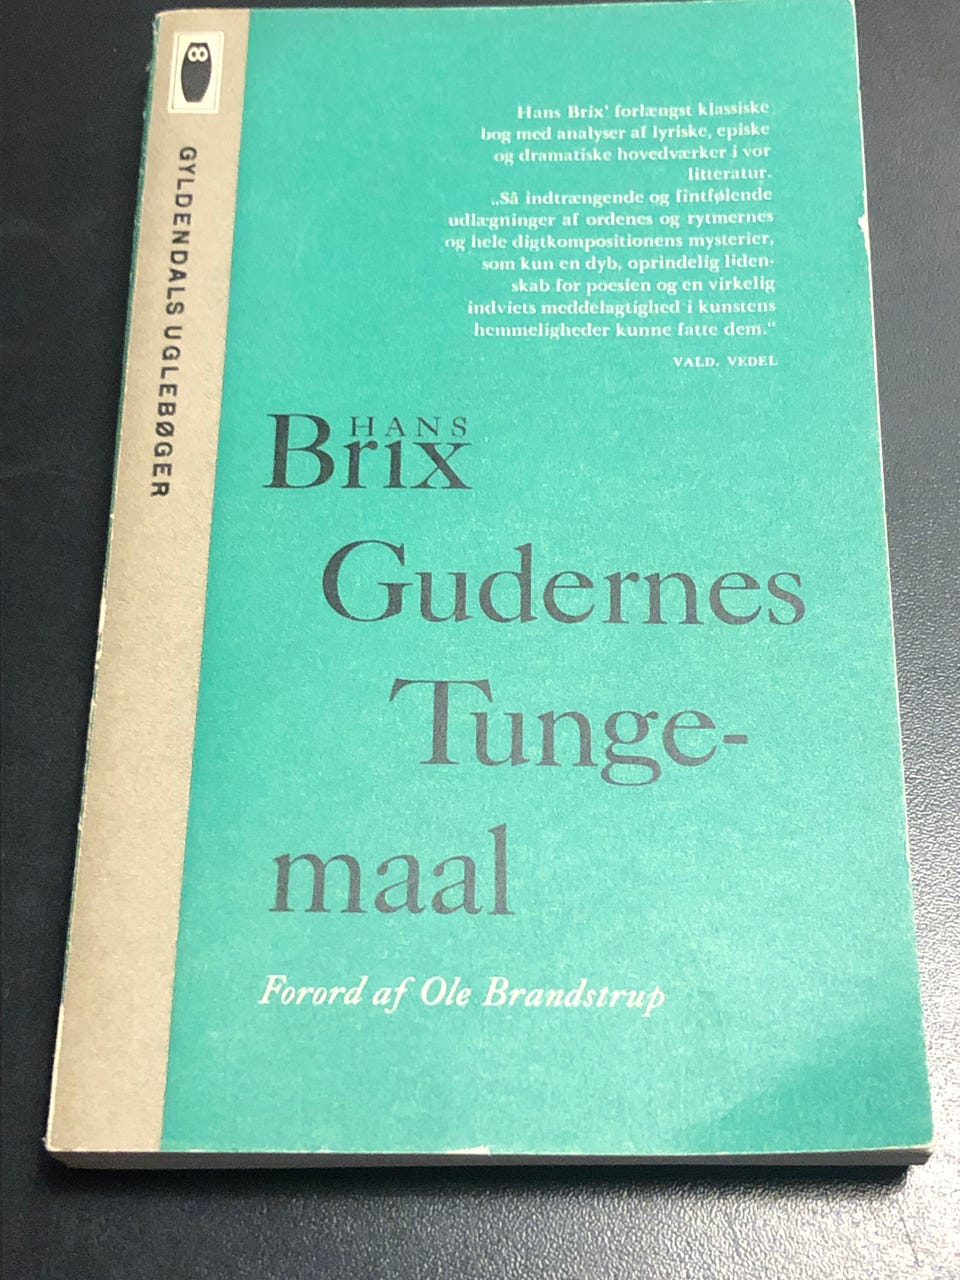 GYLDENDALS UGLEBØGER
Hans Brix' forlængst klassiske
bog med analyser af lyriske, episke
og dramatiske hovedværker i vor
litteratur.
„Så indtrængende og fintfølende
udlægninger af ordenes og rytmernes
og hele digtkompositionens mysterier,
som kun en dyb, oprindelig liden-
skab for poesien og en virkelig
indviets meddelagtighed i kunstens
hemmeligheder kunne fatte dem.“
VALD. VEDEL
HANS
Brix
Gudernes
Tunge-
maal
Forord af Ole Brandstrup